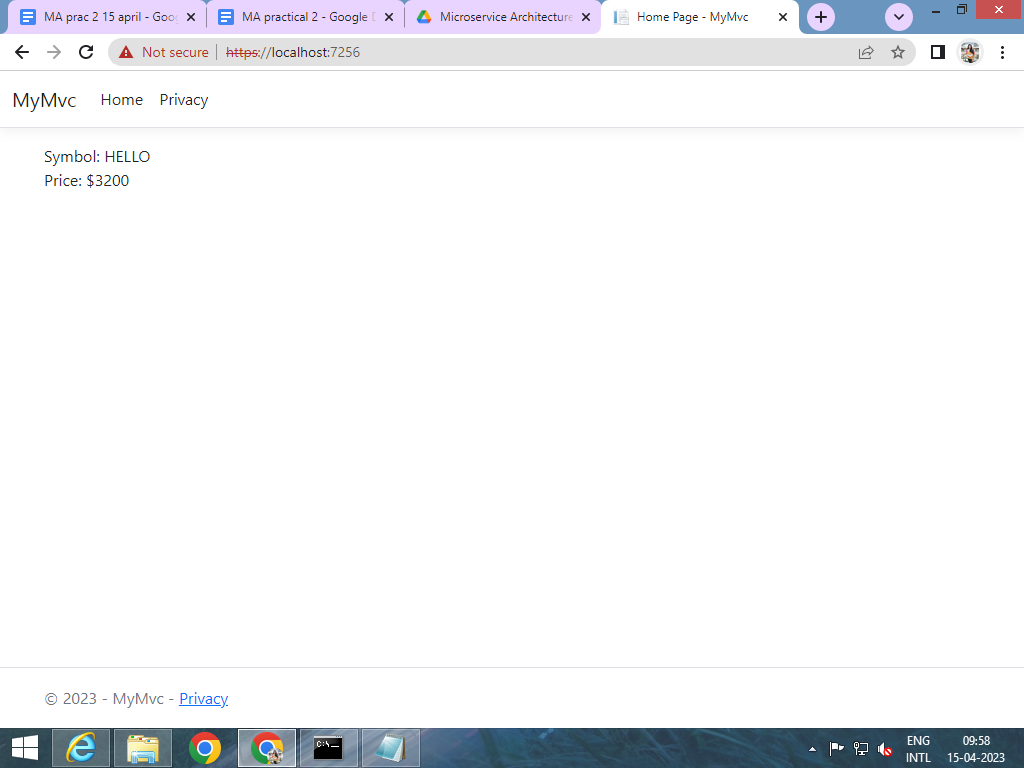 MA prac 2 15 april - Goo
MA practical 2 - Google
Microservice Architecture
Home Page - MyMvc
Not secure
https://localhost:7256
MyMvc
Home
Privacy
Symbol: HELLO
Price: $3200
© 2023 - MyMvc - Privacy
C:\
ENG
INTL
09:58
15-04-2023